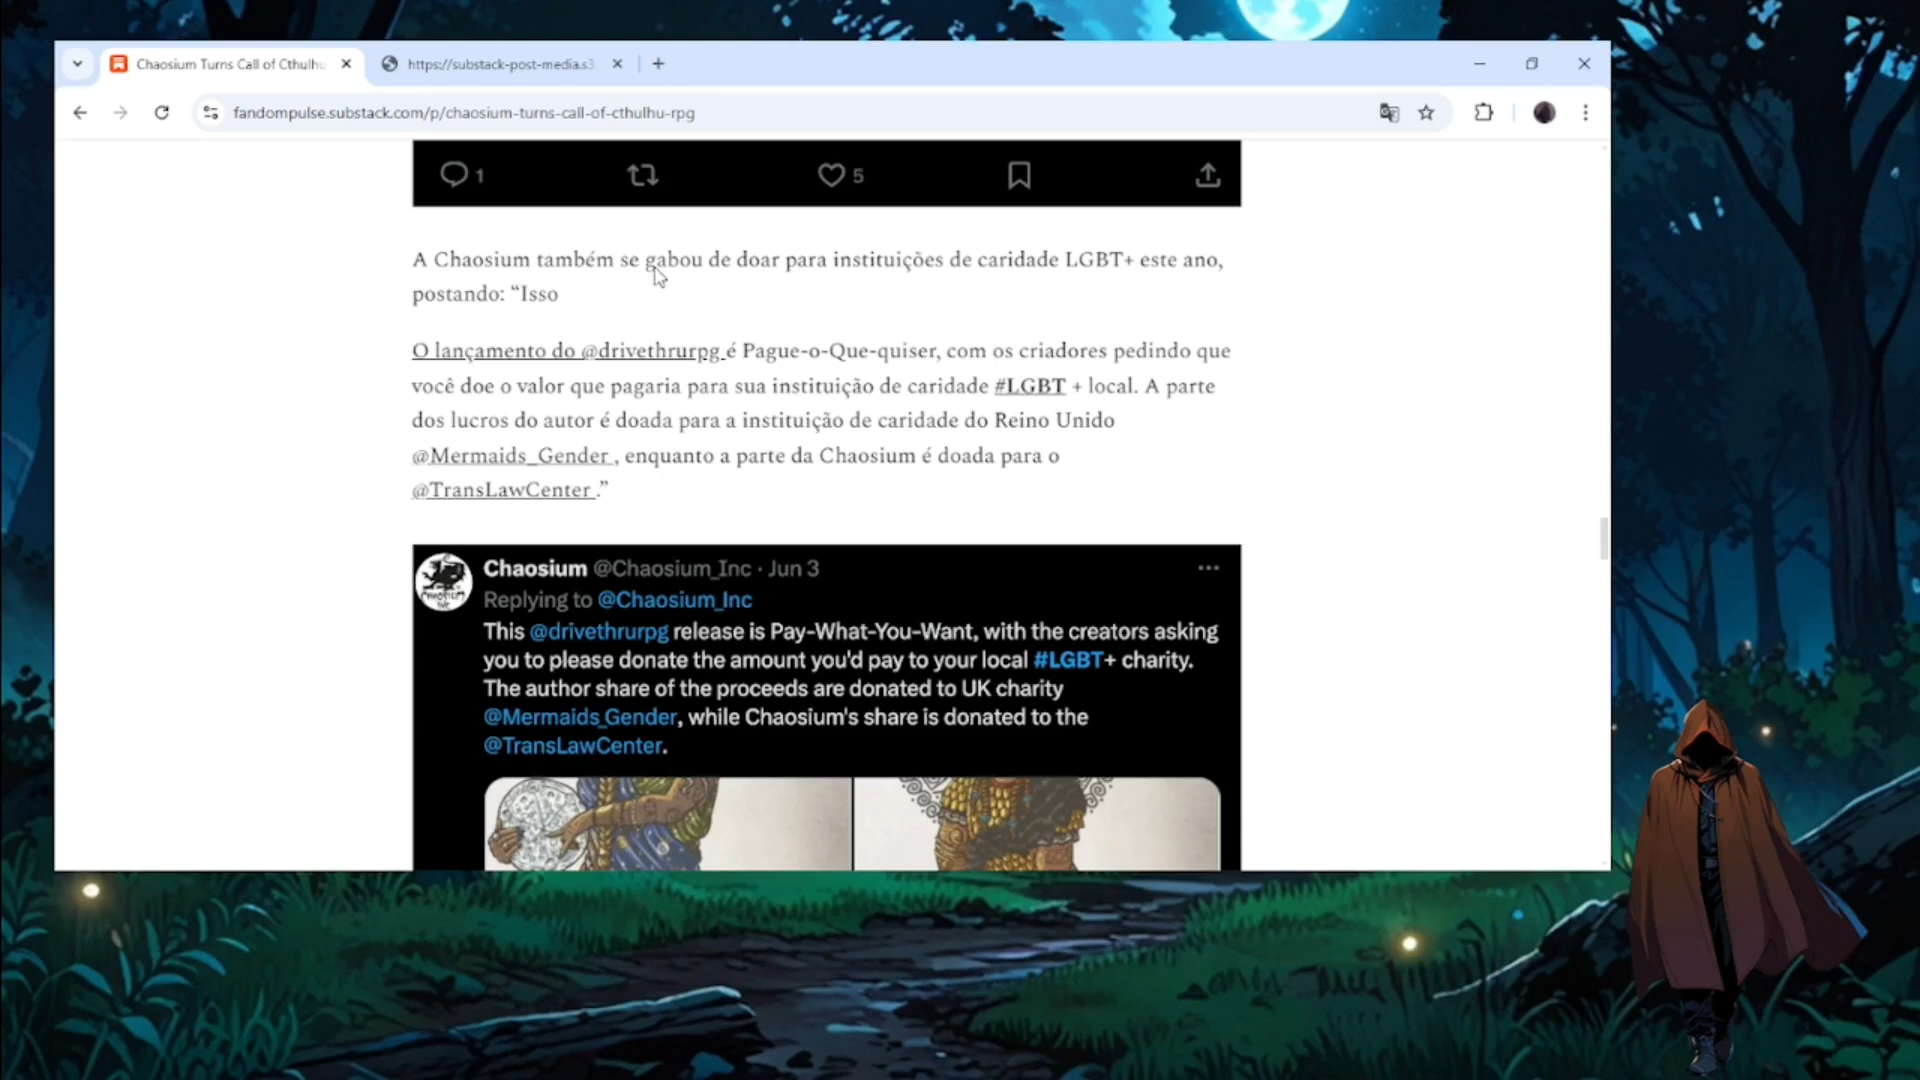 Chaosium Turns Call of Cthulhu
https://substack-post-media.s3
fandompulse.substack.com/p/chaosium-turns-call-of-cthulhu-rpg
1
5
A Chaosium também se gabou de doar para instituições de caridade LGBT+ este ano,
postando: “Isso
O lançamento do @drivethrurpg é Pague-o-Que-quiser, com os criadores pedindo que
você doe o valor que pagaria para sua instituição de caridade #LGBT + local. A parte
dos lucros do autor é doada para a instituição de caridade do Reino Unido
@Mermaids_Gender , enquanto a parte da Chaosium é doada para o
@TransLawCenter .”
Chaosium @Chaosium_Inc · Jun 3
Replying to @Chaosium_Inc
This @drivethrurpg release is Pay-What-You-Want, with the creators asking
you to please donate the amount you'd pay to your local #LGBT+ charity.
The author share of the proceeds are donated to UK charity
@Mermaids_Gender, while Chaosium's share is donated to the
@TransLawCenter.